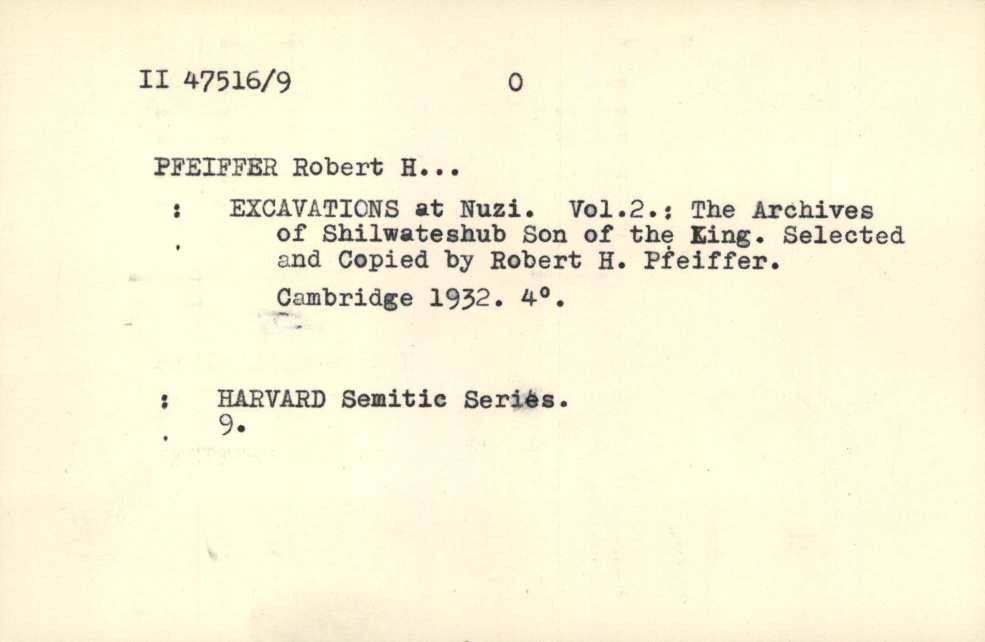 II 47516/9 O
PFEIFFER Robert H...
: EXCAVATIONS at Nuzi. Vol.2.: The Archives
of Shilwateshub Son of the King. Selected
and Copied by Robert H. Pfeiffer.
Cambridge 1932. 4°.
: HARVARD Semitic Series.
9.